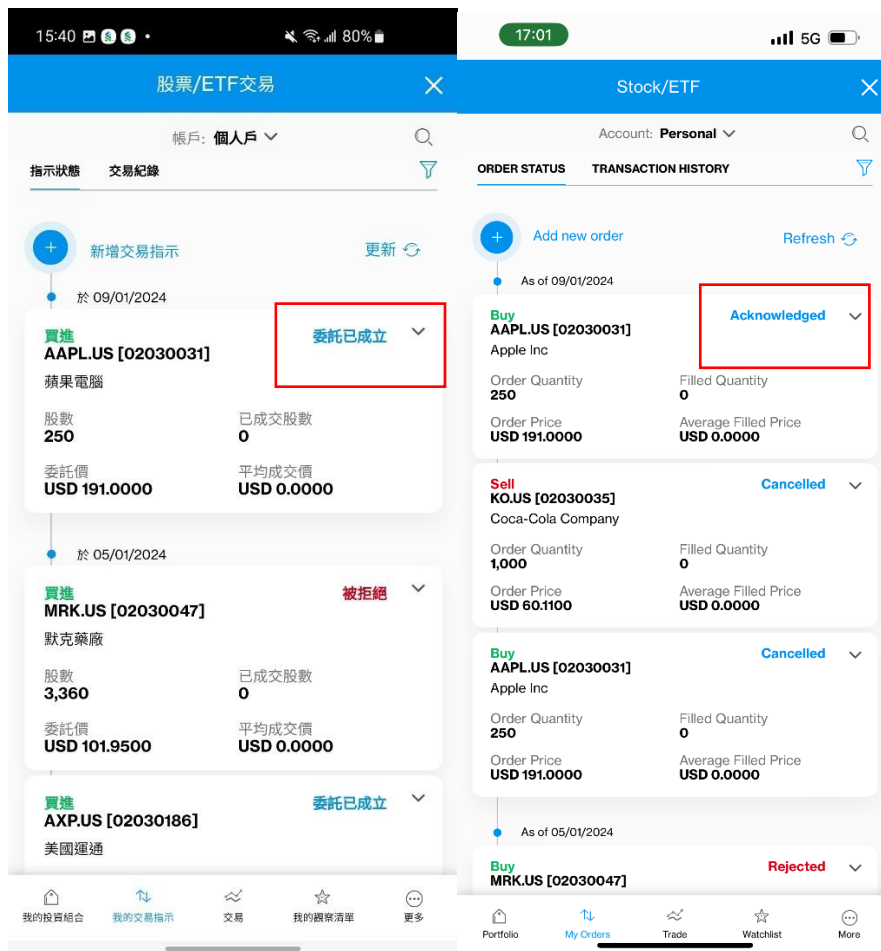 15:40
80%
股票/ETF交易
帳戶: 個人戶
指示狀態 交易紀錄
新增交易指示 更新
於 09/01/2024
買進 委託已成立
AAPL.US [02030031]
蘋果電腦
股數 已成交股數
250 0
委託價 平均成交價
USD 191.0000 USD 0.0000
於 05/01/2024
買進 被拒絕
MRK.US [02030047]
默克藥廠
股數 已成交股數
3,360 0
委託價 平均成交價
USD 101.9500 USD 0.0000
買進 委託已成立
AXP.US [02030186]
美國運通
我的投資組合 我的交易指示 交易 我的觀察清單 更多
17:01 5G
Stock/ETF
Account: Personal
ORDER STATUS TRANSACTION HISTORY
Add new order Refresh
As of 09/01/2024
Buy Acknowledged
AAPL.US [02030031]
Apple Inc
Order Quantity Filled Quantity
250 0
Order Price Average Filled Price
USD 191.0000 USD 0.0000
Sell Cancelled
KO.US [02030035]
Coca-Cola Company
Order Quantity Filled Quantity
1,000 0
Order Price Average Filled Price
USD 60.1100 USD 0.0000
Buy Cancelled
AAPL.US [02030031]
Apple Inc
Order Quantity Filled Quantity
250 0
Order Price Average Filled Price
USD 191.0000 USD 0.0000
As of 05/01/2024
Buy Rejected
MRK.US [02030047]
Portfolio My Orders Trade Watchlist More